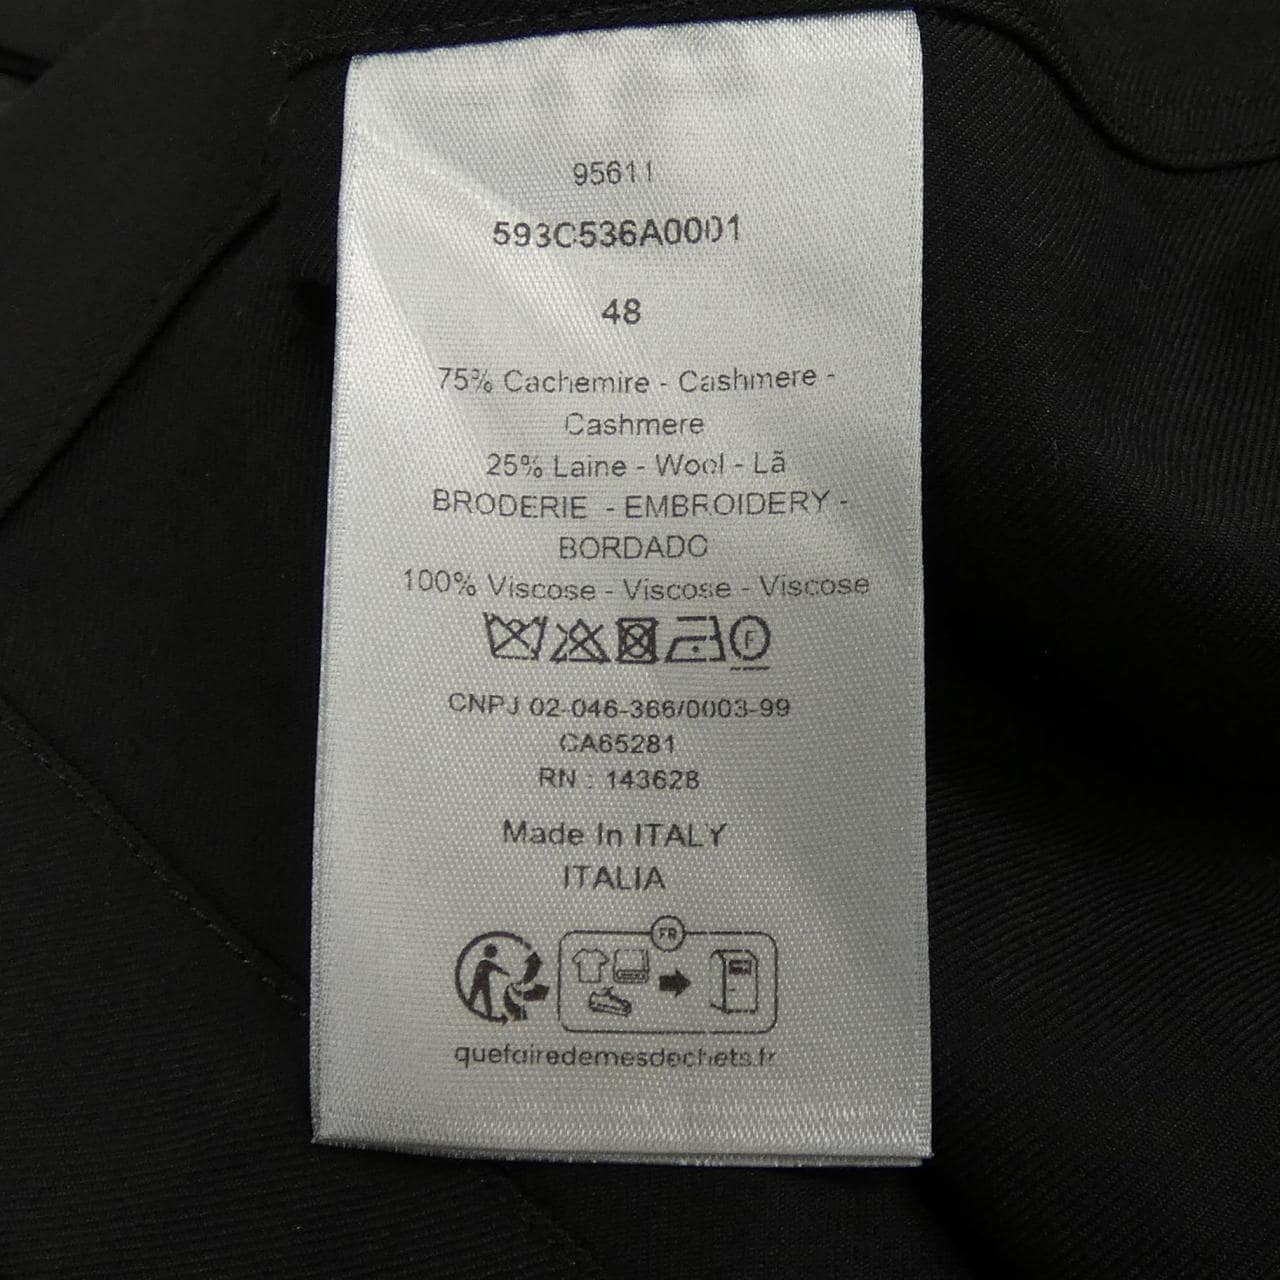 95611
593C536A0001
48
75% Cachemire - Cashmere -
Cashmere
25% Laine - Wool - Lã
BRODERIE - EMBROIDERY -
BORDADO
100% Viscose - Viscose - Viscose
F
CNPJ 02-046-366/0003-99
CA65281
RN : 143628
Made In ITALY
ITALIA
FR
quefairedemesdechets.fr